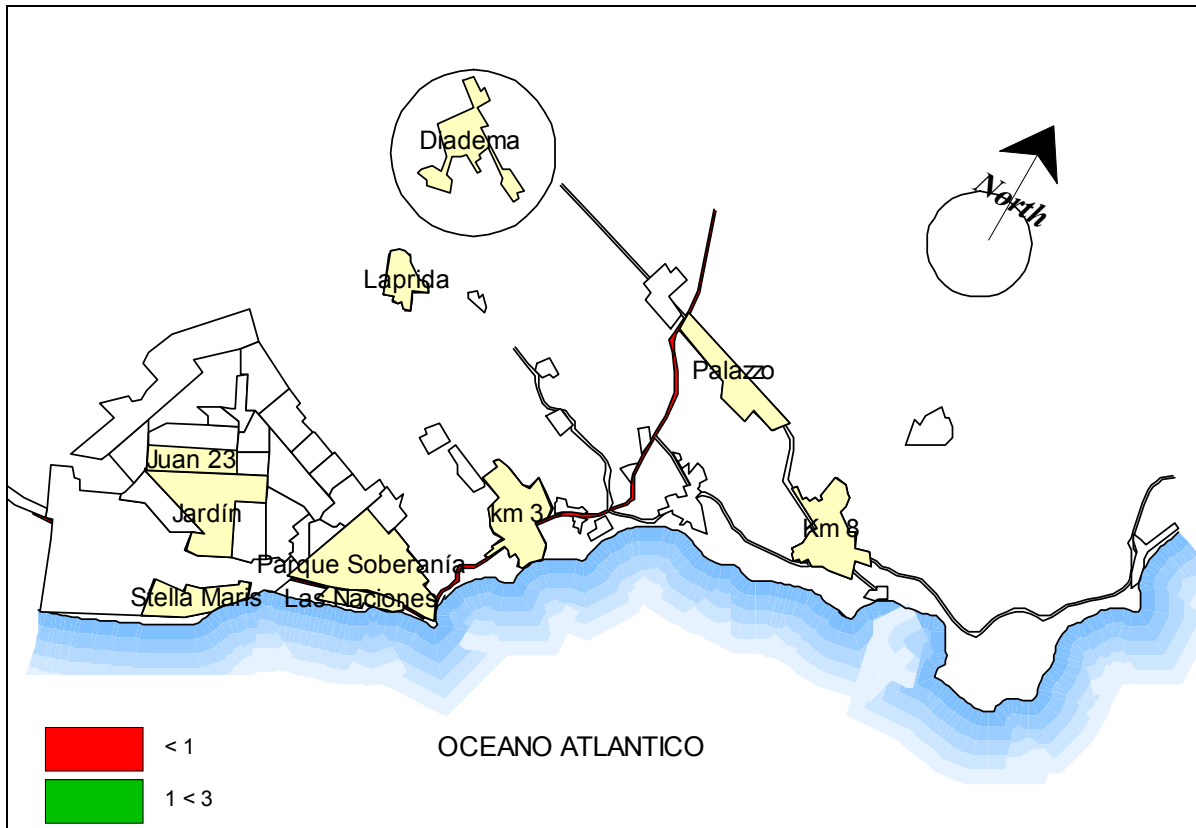 Diadema
North
Laprida
Palazzo
Juan 23
Jardín
km 3
Km 8
Parque Soberanía
Stella Maris
Las Naciones
OCEANO ATLANTICO
< 1
1 < 3